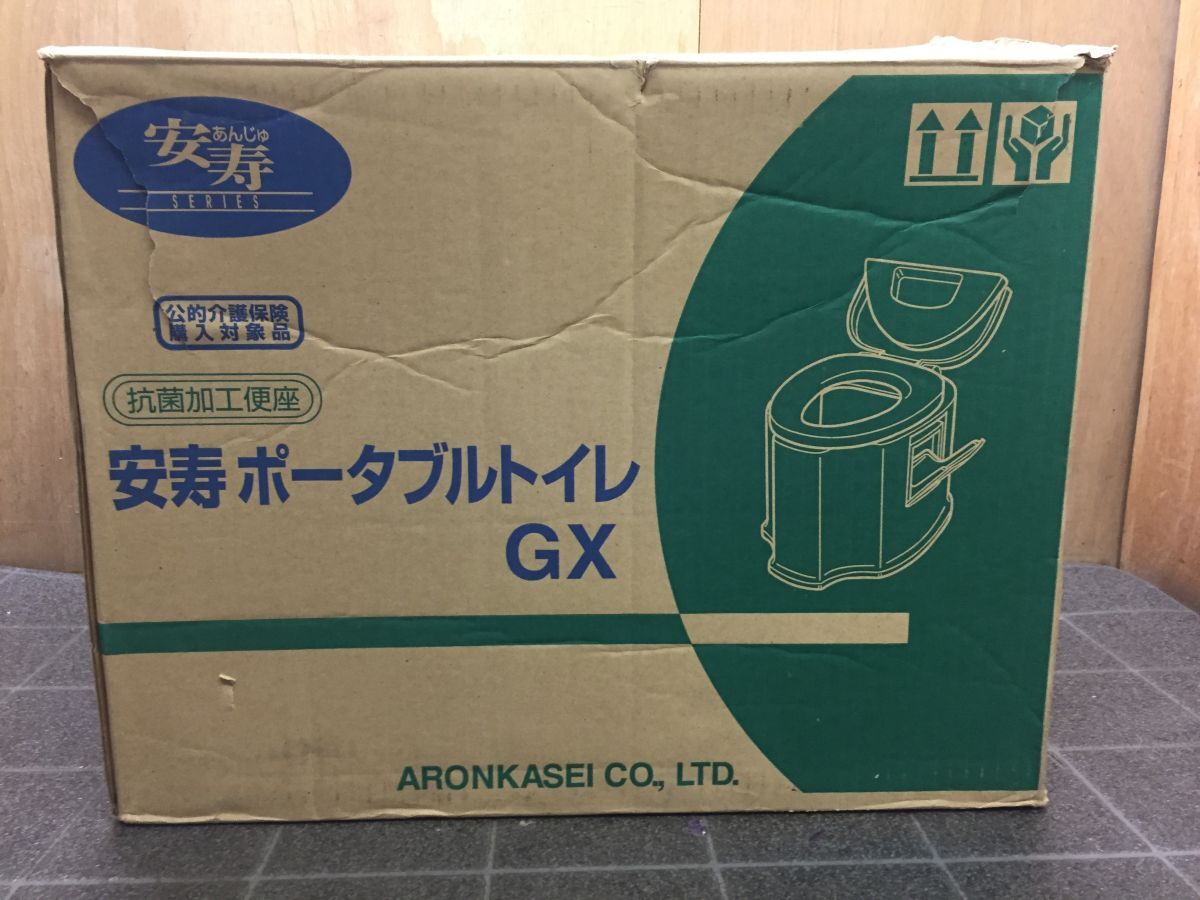 あんじゅ
安寿
SERIES
公的介護保険
購入対象品
抗菌加工便座
安寿 ポータブルトイレ
GX
ARONKASEI CO., LTD.